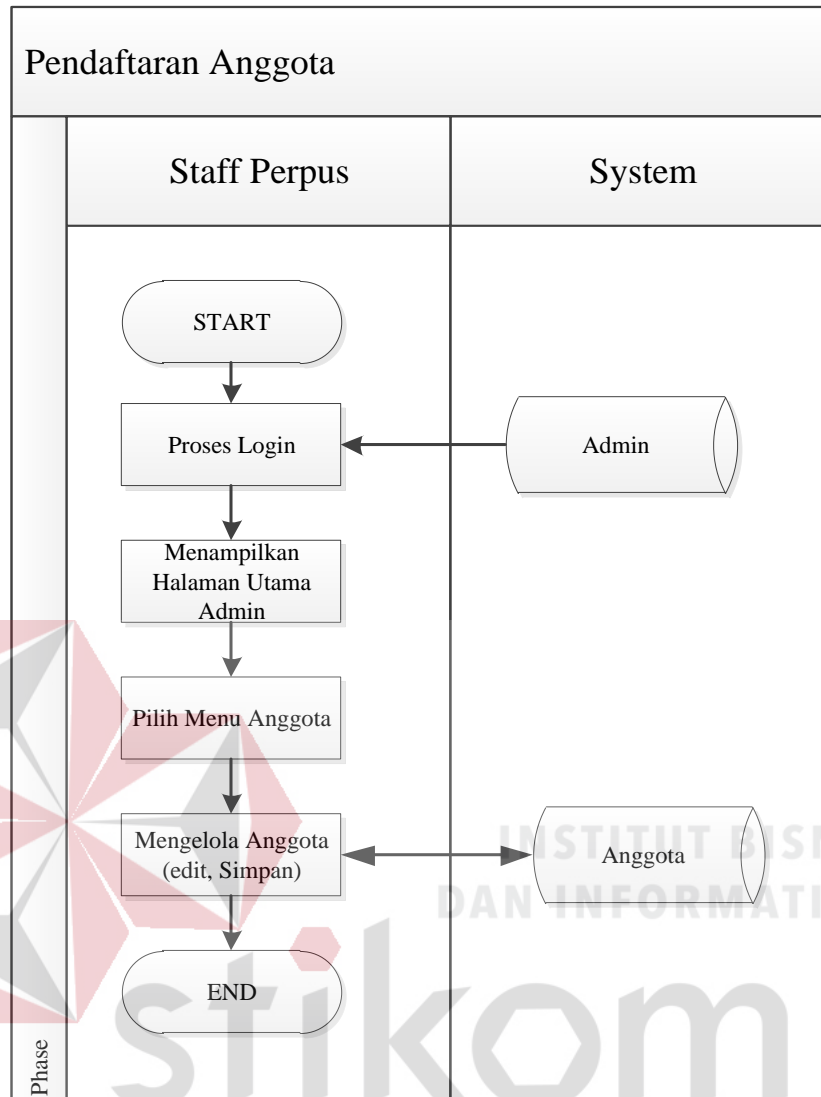 Pendaftaran Anggota
Staff Perpus
System
START
Proses Login
Admin
Menampilkan
Halaman Utama
Admin
Pilih Menu Anggota
Mengelola Anggota
(edit, Simpan)
Anggota
INSTITUT BISN
DAN INFORMATI
END
stikom
Phase